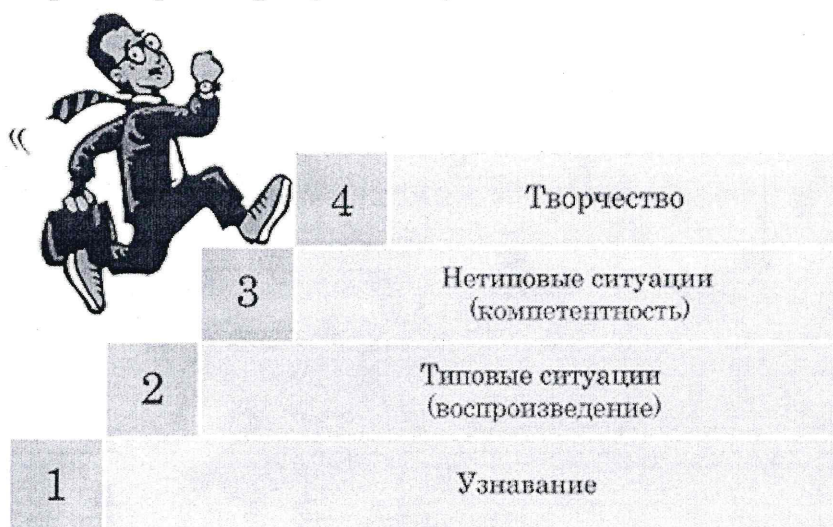 «
4 Творчество
3 Нетиповые ситуации
(компетентность)
2 Типовые ситуации
(воспроизведение)
1 Узнавание